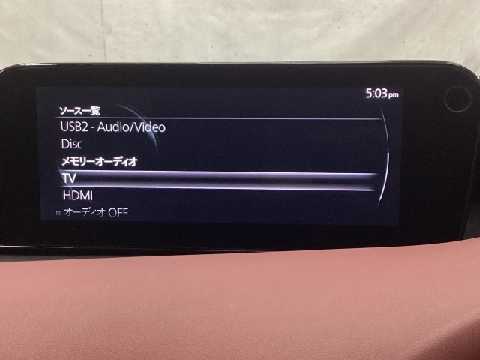 5:03pm
ソース一覧
USB2 - Audio/Video
Disc
メモリーオーディオ
TV
HDMI
オーディオ OFF